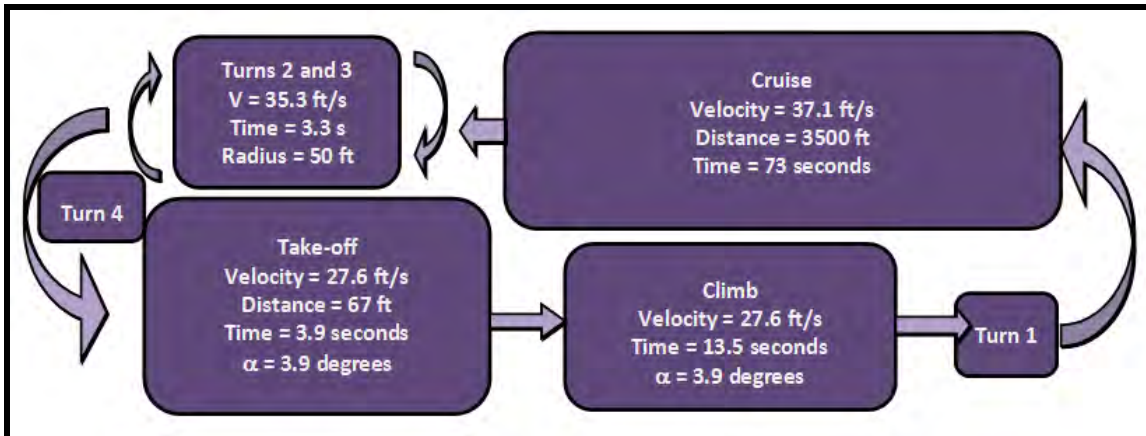 Turns 2 and 3
V = 35.3 ft/s
Time = 3.3 s
Radius = 50 ft
Cruise
Velocity = 37.1 ft/s
Distance = 3500 ft
Time = 73 seconds
Turn 4
Take-off
Velocity = 27.6 ft/s
Distance = 67 ft
Time = 3.9 seconds
α = 3.9 degrees
Climb
Velocity = 27.6 ft/s
Time = 13.5 seconds
α = 3.9 degrees
Turn 1